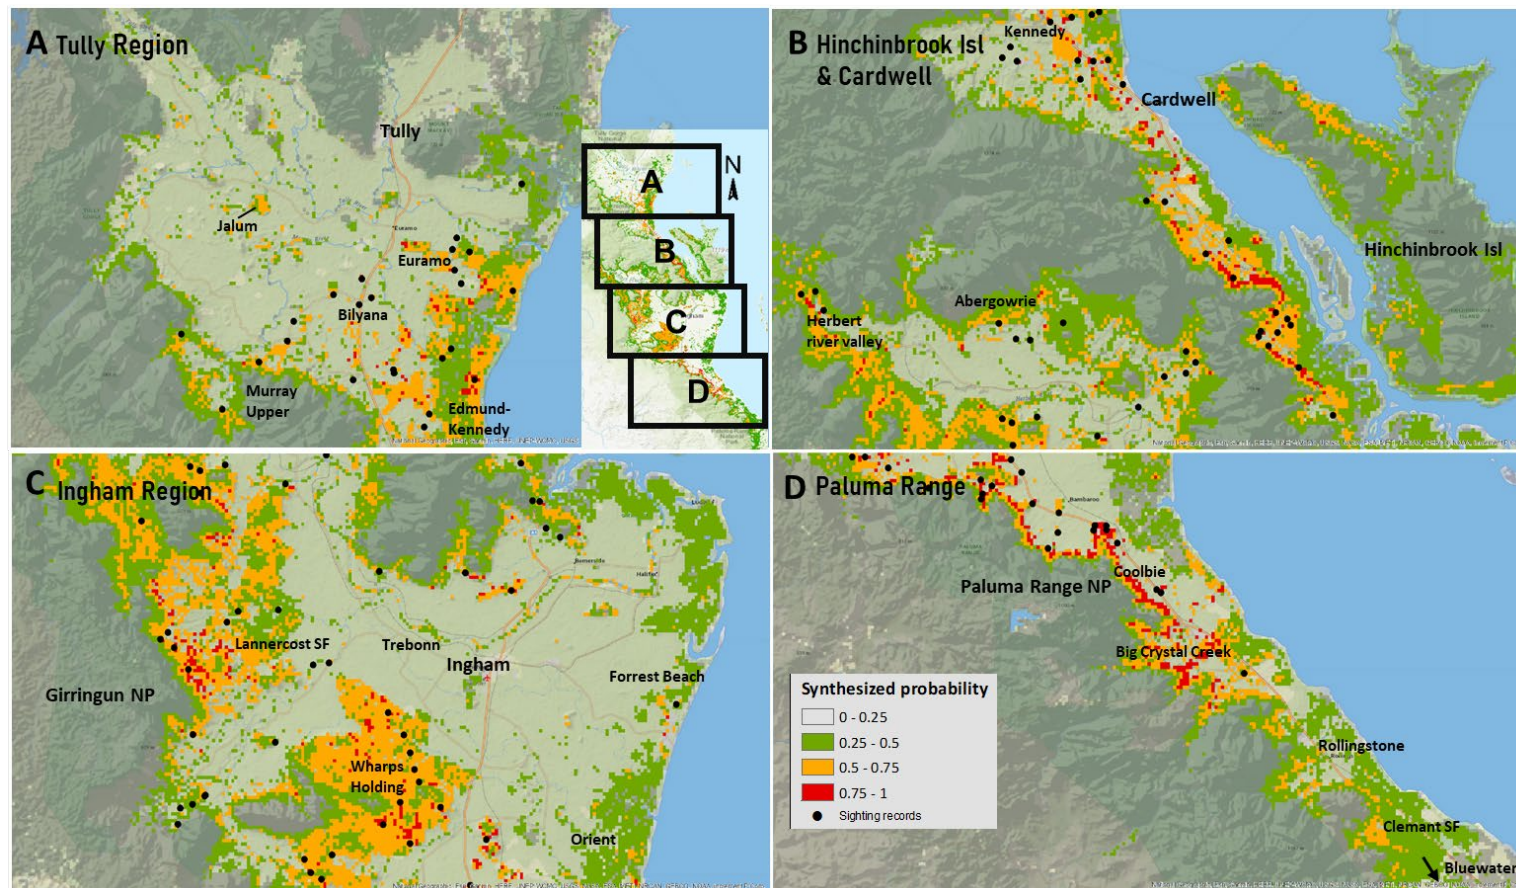 A Tully Region
Tully
Jalum
Euramo
Euramo
Bilyana
Murray
Upper
Edmund-
Kennedy
N
A
B
C
D
B Hinchinbrook Isl
& Cardwell
Kennedy
Cardwell
Hinchinbrook Isl
Abergowrie
Herbert
river valley
C Ingham Region
Lannercost SF
Trebonn
Ingham
Girringun NP
Forrest Beach
Wharps
Holding
Orient
Halifax
D Paluma Range
Bambaroo
Coolbie
Paluma Range NP
Big Crystal Creek
Rollingstone
Clemant SF
Bluewater
Synthesized probability
0 - 0.25
0.25 - 0.5
0.5 - 0.75
0.75 - 1
Sighting records